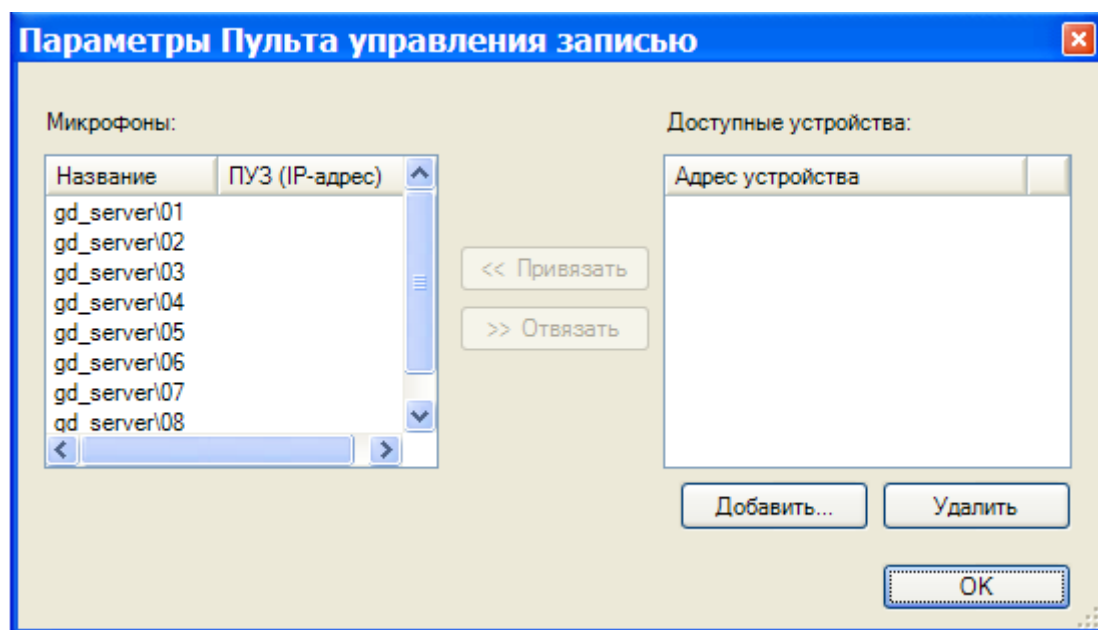 Параметры Пульта управления записью
Микрофоны:
Доступные устройства:
Название ПУЗ (IP-адрес)
Адрес устройства
gd_server\01
gd_server\02
gd_server\03
gd_server\04
gd_server\05
gd_server\06
gd_server\07
gd_server\08
<< Привязать
>> Отвязать
Добавить... Удалить
OK